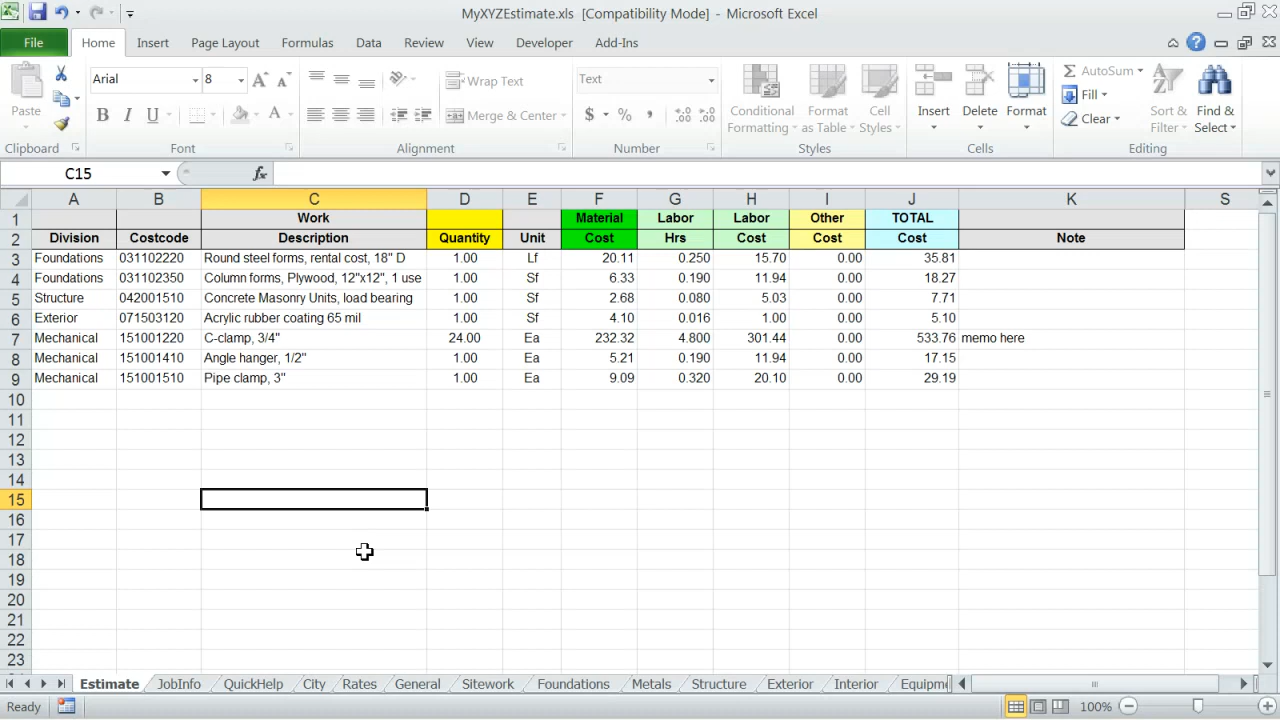 MyXYZEstimate.xls [Compatibility Mode] - Microsoft Excel
File Home Insert Page Layout Formulas Data Review View Developer Add-Ins
Paste
Clipboard
Arial 8
B I U A
Font
Wrap Text
Merge & Center
Alignment
Text
$ % ,
Number
Conditional Formatting
Format as Table
Cell Styles
Styles
Insert Delete Format
Cells
Σ AutoSum
Fill
Clear
Sort & Filter
Find & Select
Editing
C15 fx
A B C D E F G H I J K S
1 Work Material Labor Labor Other TOTAL
2 Division Costcode Description Quantity Unit Cost Hrs Cost Cost Cost Note
3 Foundations 031102220 Round steel forms, rental cost, 18" D 1.00 Lf 20.11 0.250 15.70 0.00 35.81
4 Foundations 031102350 Column forms, Plywood, 12"x12", 1 use 1.00 Sf 6.33 0.190 11.94 0.00 18.27
5 Structure 042001510 Concrete Masonry Units, load bearing 1.00 Sf 2.68 0.080 5.03 0.00 7.71
6 Exterior 071503120 Acrylic rubber coating 65 mil 1.00 Sf 4.10 0.016 1.00 0.00 5.10
7 Mechanical 151001220 C-clamp, 3/4" 24.00 Ea 232.32 4.800 301.44 0.00 533.76 memo here
8 Mechanical 151001410 Angle hanger, 1/2" 1.00 Ea 5.21 0.190 11.94 0.00 17.15
9 Mechanical 151001510 Pipe clamp, 3" 1.00 Ea 9.09 0.320 20.10 0.00 29.19
10
11
12
13
14
15
16
17
18
19
20
21
22
23
Estimate JobInfo QuickHelp City Rates General Sitework Foundations Metals Structure Exterior Interior Equipm
Ready 100%